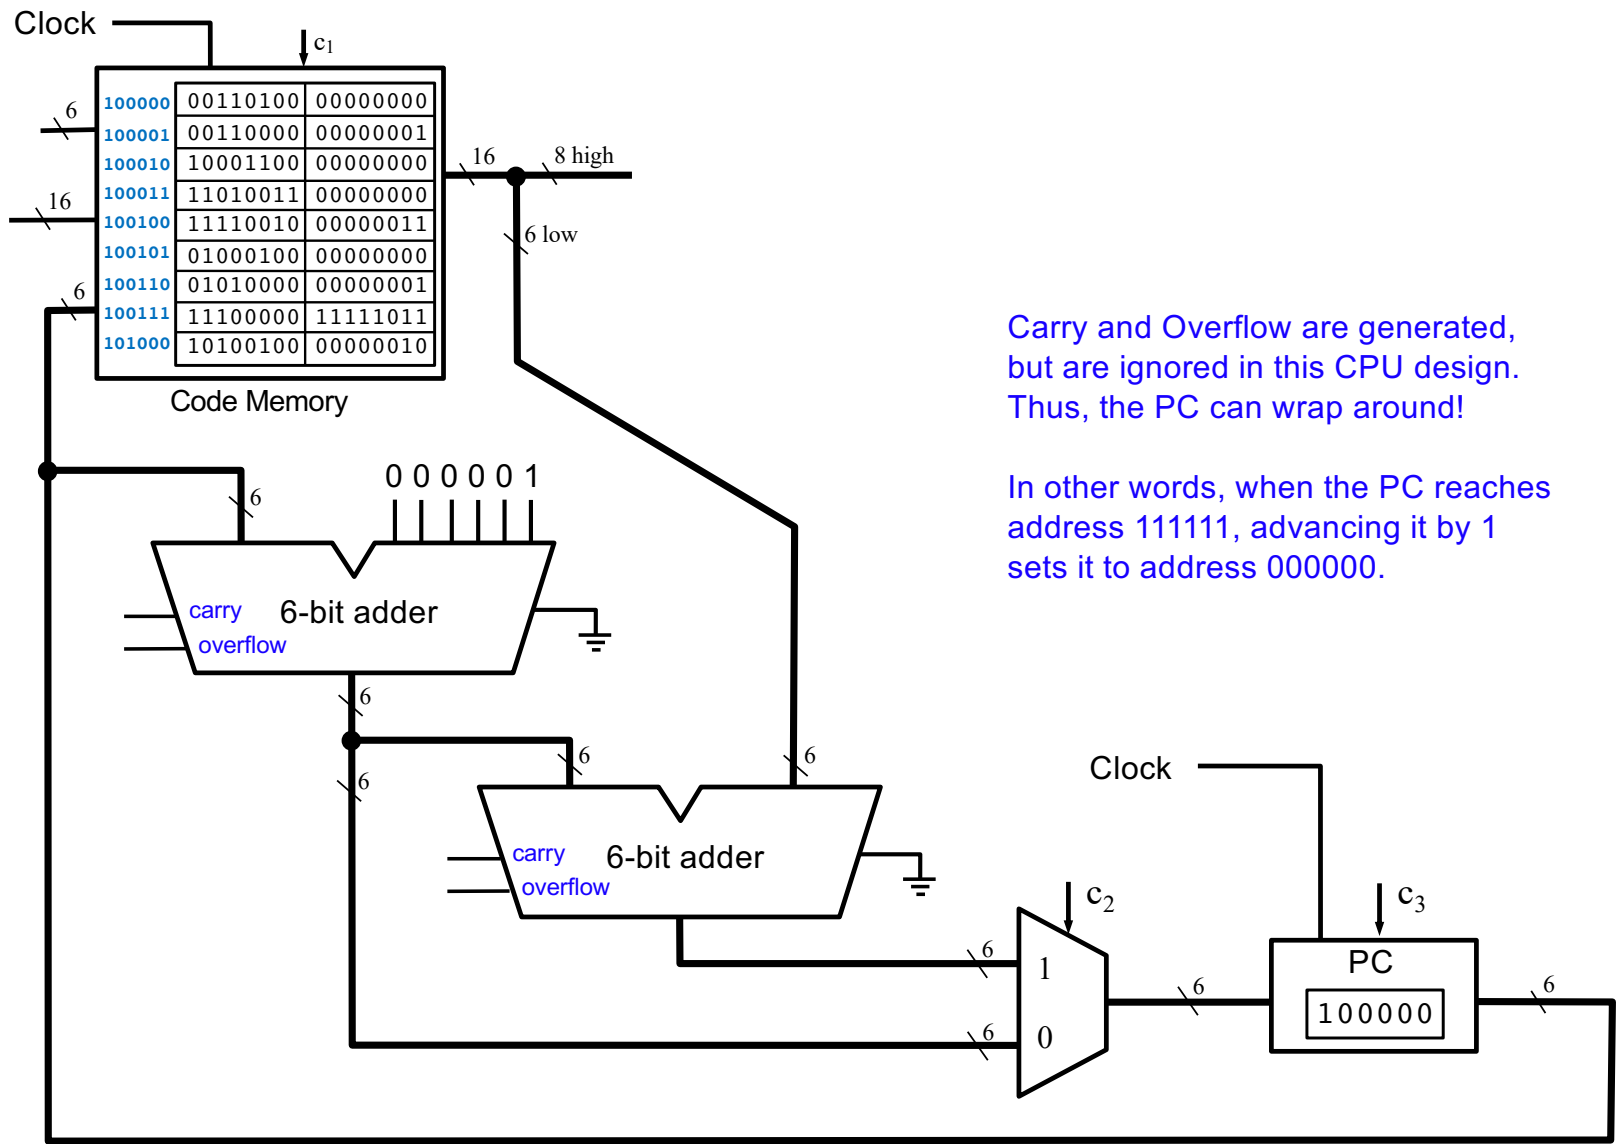 Clock
c1
6
16
6
100000 00110100 00000000
100001 00110000 00000001
100010 10001100 00000000
100011 11010011 00000000
100100 11110010 00000011
100101 01000100 00000000
100110 01010000 00000001
100111 11100000 11111011
101000 10100100 00000010
Code Memory
16
8 high
6 low
Carry and Overflow are generated,
but are ignored in this CPU design.
Thus, the PC can wrap around!
In other words, when the PC reaches
address 111111, advancing it by 1
sets it to address 000000.
6
0 0 0 0 0 1
carry
overflow
6-bit adder
6
6
6
6
carry
overflow
6-bit adder
Clock
c2
c3
6
1
6
0
6
PC
100000
6